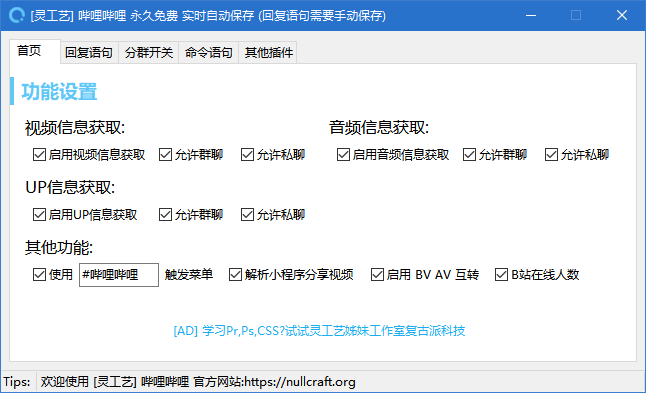 [灵工艺] 哔哩哔哩 永久免费 实时自动保存 (回复语句需要手动保存)
首页 回复语句 分群开关 命令语句 其他插件
功能设置
视频信息获取: 音频信息获取:
启用视频信息获取 允许群聊 允许私聊 启用音频信息获取 允许群聊 允许私聊
UP信息获取:
启用UP信息获取 允许群聊 允许私聊
其他功能:
使用 #哔哩哔哩 触发菜单 解析小程序分享视频 启用 BV AV 互转 B站在线人数
[AD] 学习Pr,Ps,CSS?试试灵工艺姊妹工作室复古派科技
Tips: 欢迎使用 [灵工艺] 哔哩哔哩 官方网站:https://nullcraft.org